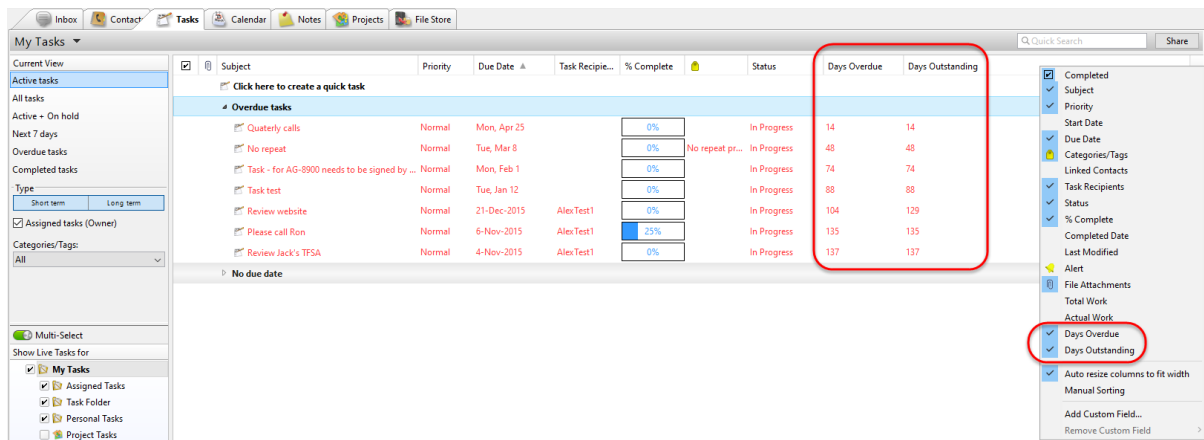 Inbox Contact Tasks Calendar Notes Projects File Store
My Tasks Quick Search Share
Current View
Active tasks
All tasks
Active + On hold
Next 7 days
Overdue tasks
Completed tasks
Type
Short term Long term
Assigned tasks (Owner)
Categories/Tags:
All
Multi-Select
Show Live Tasks for
My Tasks
Assigned Tasks
Task Folder
Personal Tasks
Project Tasks
Subject Priority Due Date Task Recipie... % Complete Status Days Overdue Days Outstanding
Click here to create a quick task
Overdue tasks
Quaterly calls Normal Mon, Apr 25 0% In Progress 14 14
No repeat Normal Tue, Mar 8 0% No repeat pr... In Progress 48 48
Task - for AG-8900 needs to be signed by ... Normal Mon, Feb 1 0% In Progress 74 74
Task test Normal Tue, Jan 12 0% In Progress 88 88
Review website Normal 21-Dec-2015 AlexTest1 0% In Progress 104 129
Please call Ron Normal 6-Nov-2015 AlexTest1 25% In Progress 135 135
Review Jack's TFSA Normal 4-Nov-2015 AlexTest1 0% In Progress 137 137
No due date
Completed
Subject
Priority
Start Date
Due Date
Categories/Tags
Linked Contacts
Task Recipients
Status
% Complete
Completed Date
Last Modified
Alert
File Attachments
Total Work
Actual Work
Days Overdue
Days Outstanding
Auto resize columns to fit width
Manual Sorting
Add Custom Field...
Remove Custom Field